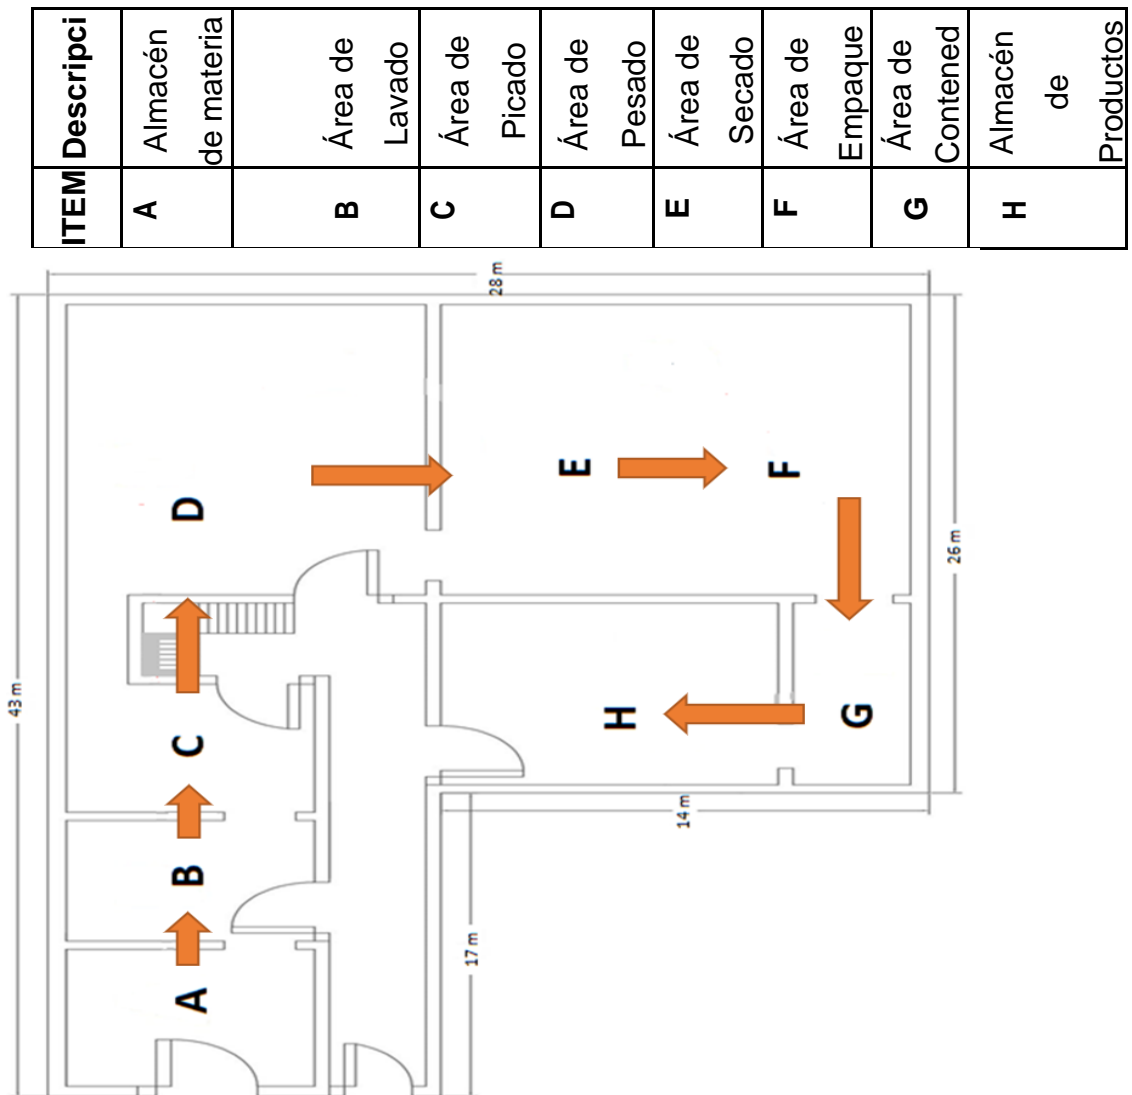 ITEM Descripci
A Almacén
de materia
B Área de
Lavado
C Área de
Picado
D Área de
Pesado
E Área de
Secado
F Área de
Empaque
G Área de
Contened
H Almacén
de
Productos
28 m
43 m
26 m
14 m
17 m
D
E
F
C
H
G
B
A